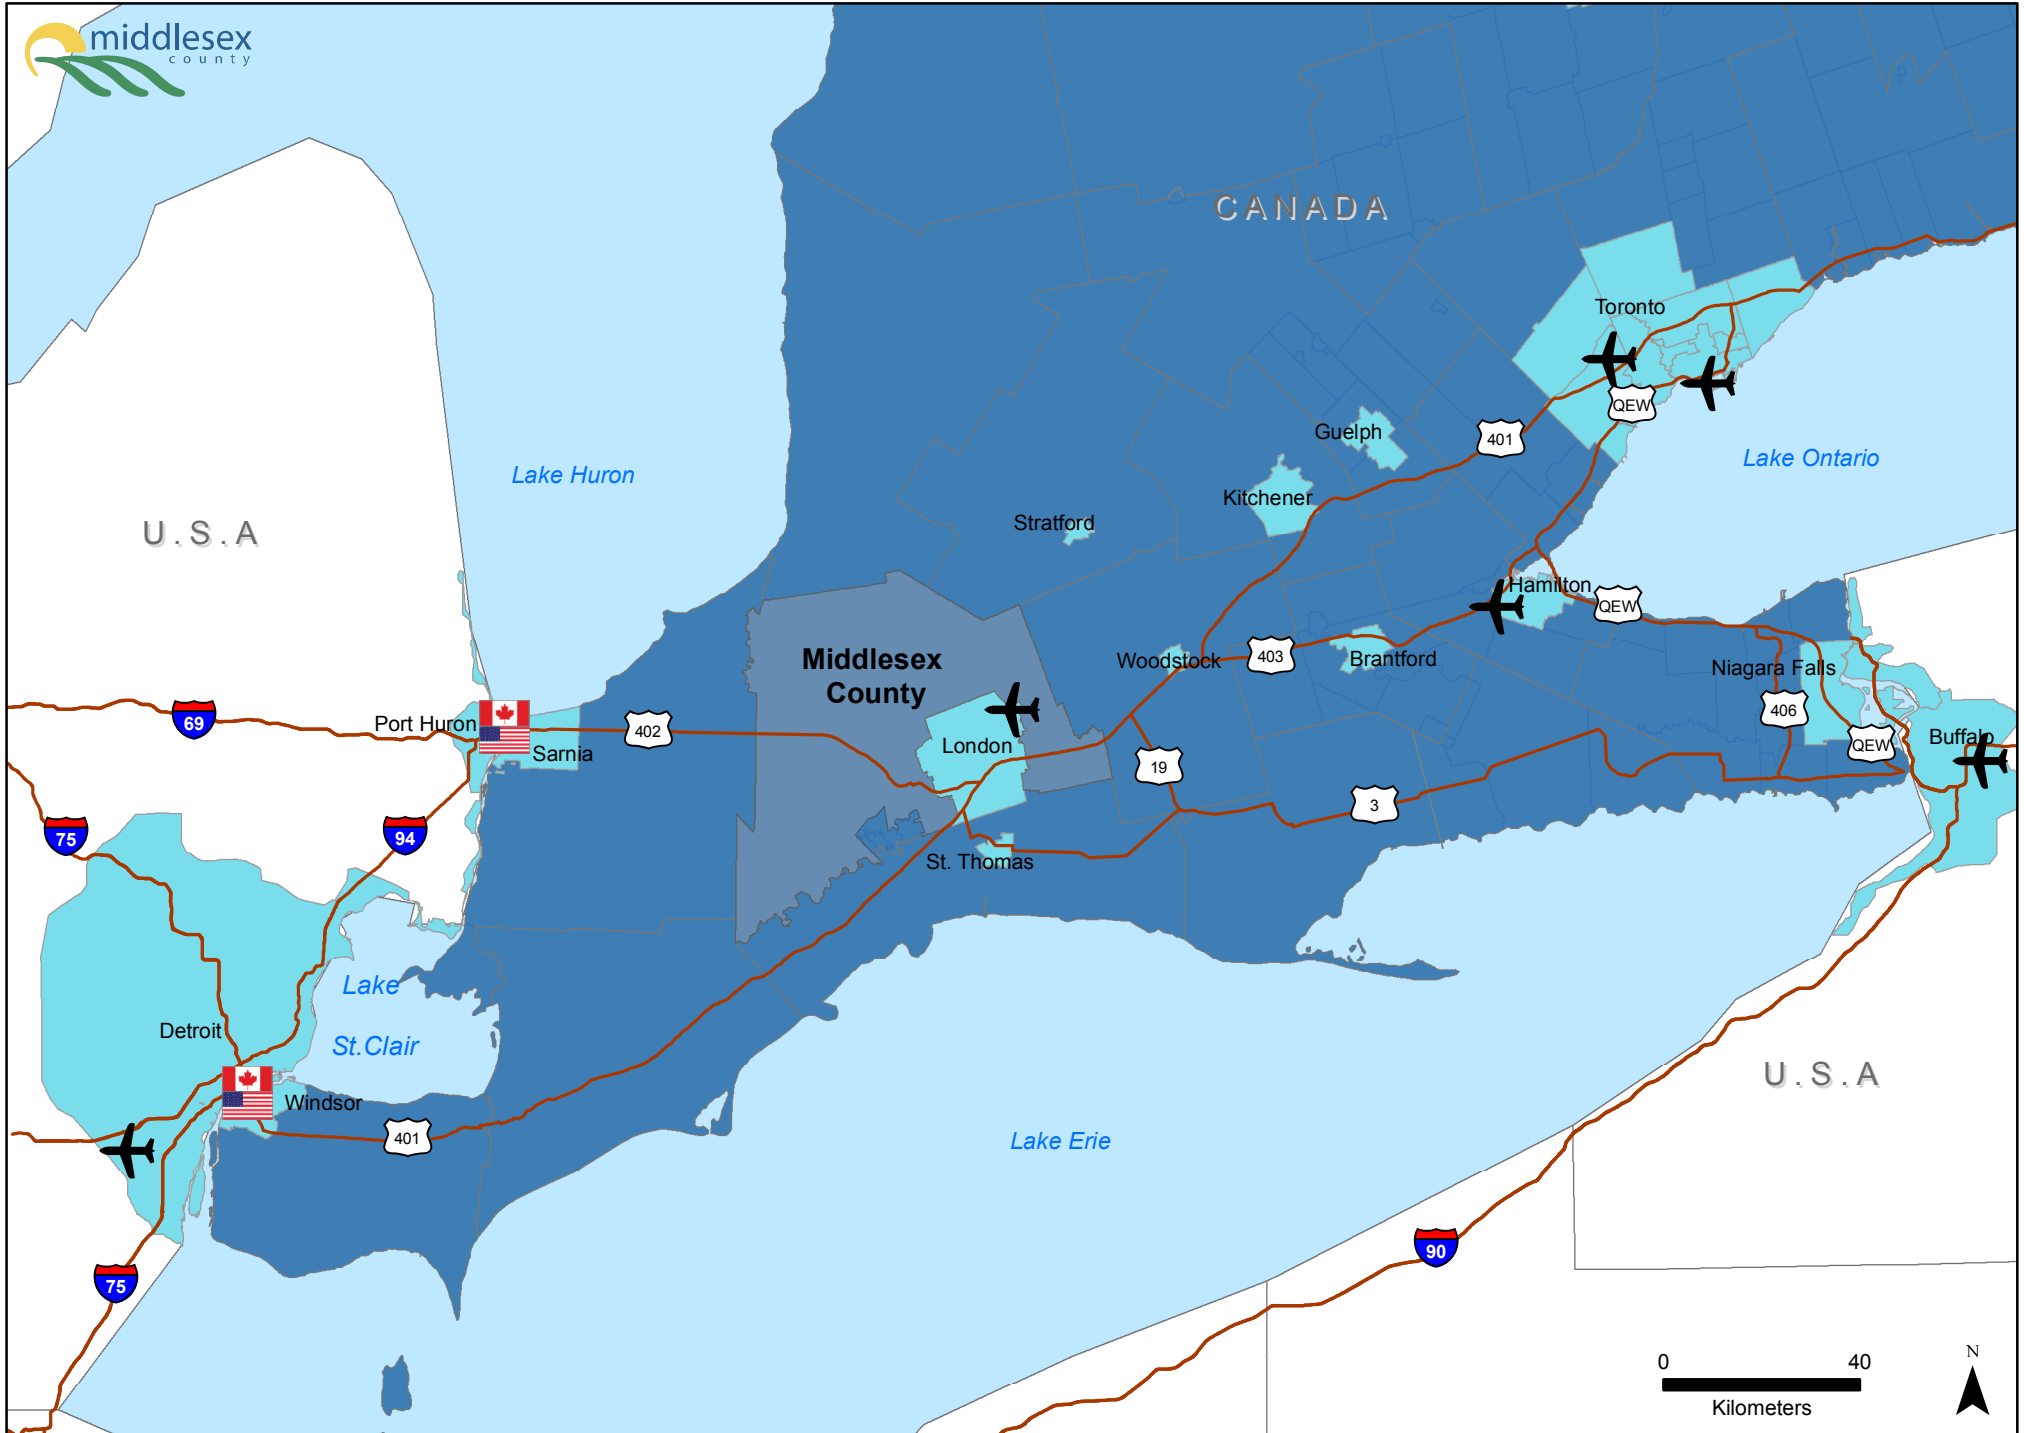 middlesex
county
CANADA
Toronto
QEW
Guelph
401
Lake Huron
Lake Ontario
Kitchener
Stratford
U.S.A
Hamilton
QEW
Middlesex
County
Woodstock
403
Brantford
Niagara Falls
69
Port Huron
402
406
Sarnia
London
QEW
Buffalo
19
3
75
94
St. Thomas
Lake
St.Clair
Detroit
Windsor
401
Lake Erie
U.S.A
75
90
0 40
Kilometers
N